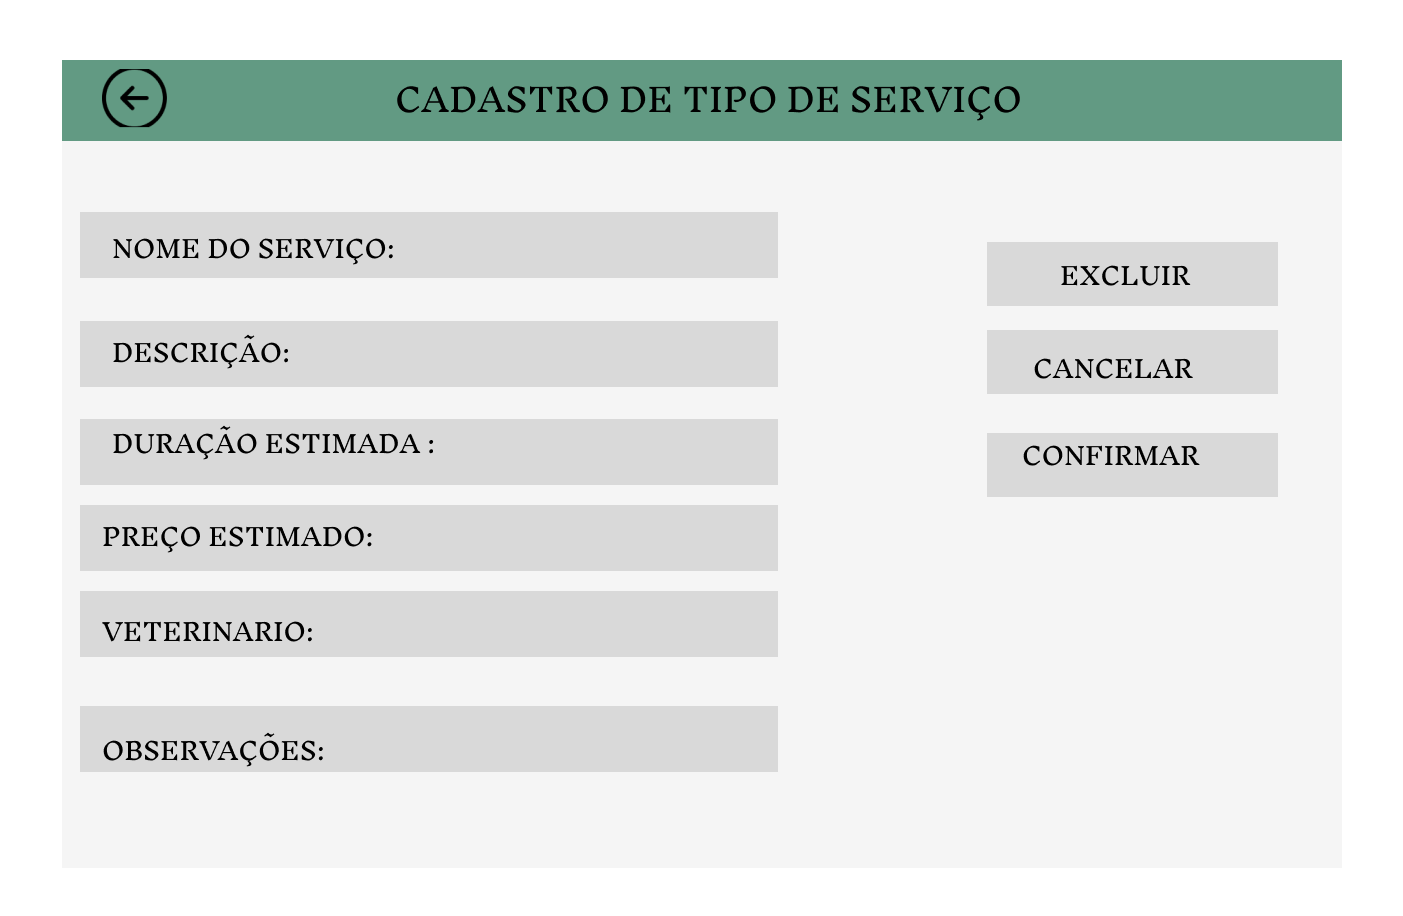 CADASTRO DE TIPO DE SERVIÇO
NOME DO SERVIÇO:
DESCRIÇÃO:
DURAÇÃO ESTIMADA :
PREÇO ESTIMADO:
VETERINARIO:
OBSERVAÇÕES:
EXCLUIR
CANCELAR
CONFIRMAR